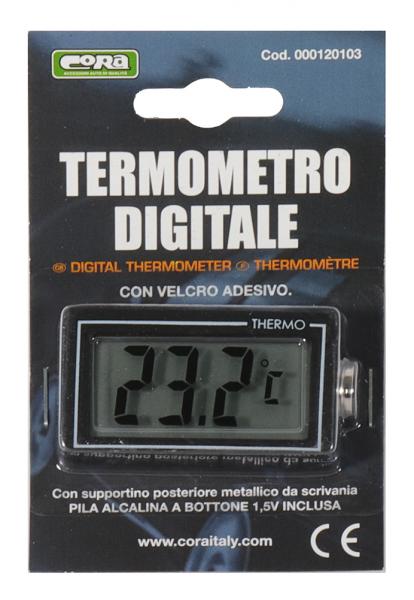 CORA
ACCESSORI AUTO DI QUALITÀ
Cod. 000120103
TERMOMETRO
DIGITALE
GB DIGITAL THERMOMETER F THERMOMÈTRE
CON VELCRO ADESIVO.
THERMO
23.2°C
Con supportino posteriore metallico da scrivania
PILA ALCALINA A BOTTONE 1,5V INCLUSA
www.coraitaly.com
CE